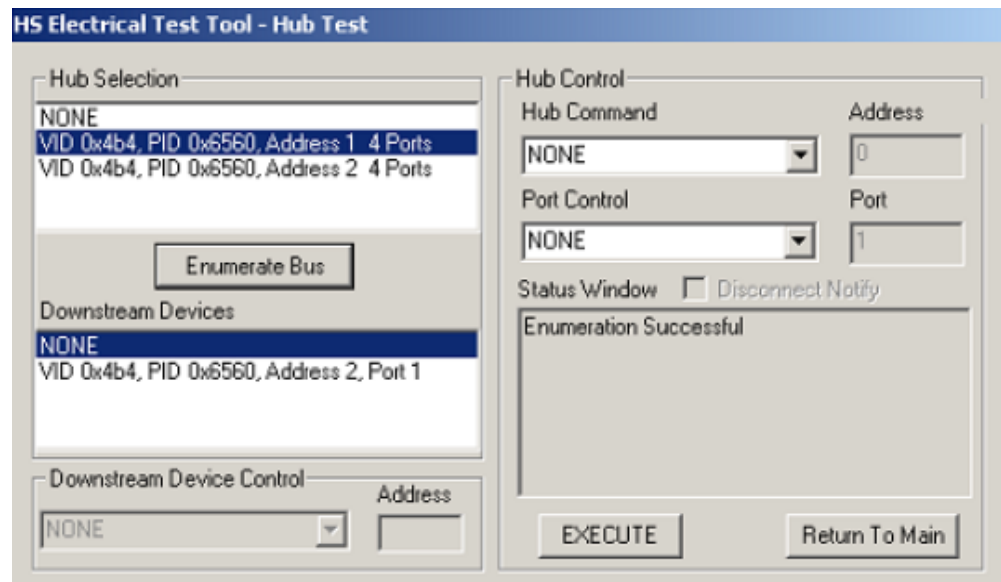 HS Electrical Test Tool - Hub Test
Hub Selection
NONE
VID 0x4b4, PID 0x6560, Address 1 4 Ports
VID 0x4b4, PID 0x6560, Address 2 4 Ports
Enumerate Bus
Downstream Devices
NONE
VID 0x4b4, PID 0x6560, Address 2, Port 1
Downstream Device Control
Address
NONE
Hub Control
Hub Command
Address
NONE
0
Port Control
Port
NONE
1
Status Window
Disconnect Notify
Enumeration Successful
EXECUTE
Return To Main